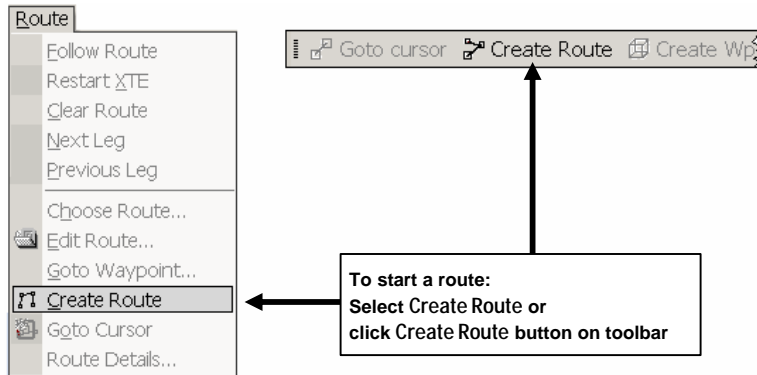 Route
Follow Route
Restart XTE
Clear Route
Next Leg
Previous Leg
Choose Route...
Edit Route...
Goto Waypoint...
Create Route
Goto Cursor
Route Details...
Goto cursor Create Route Create Wp
To start a route:
Select Create Route or
click Create Route button on toolbar